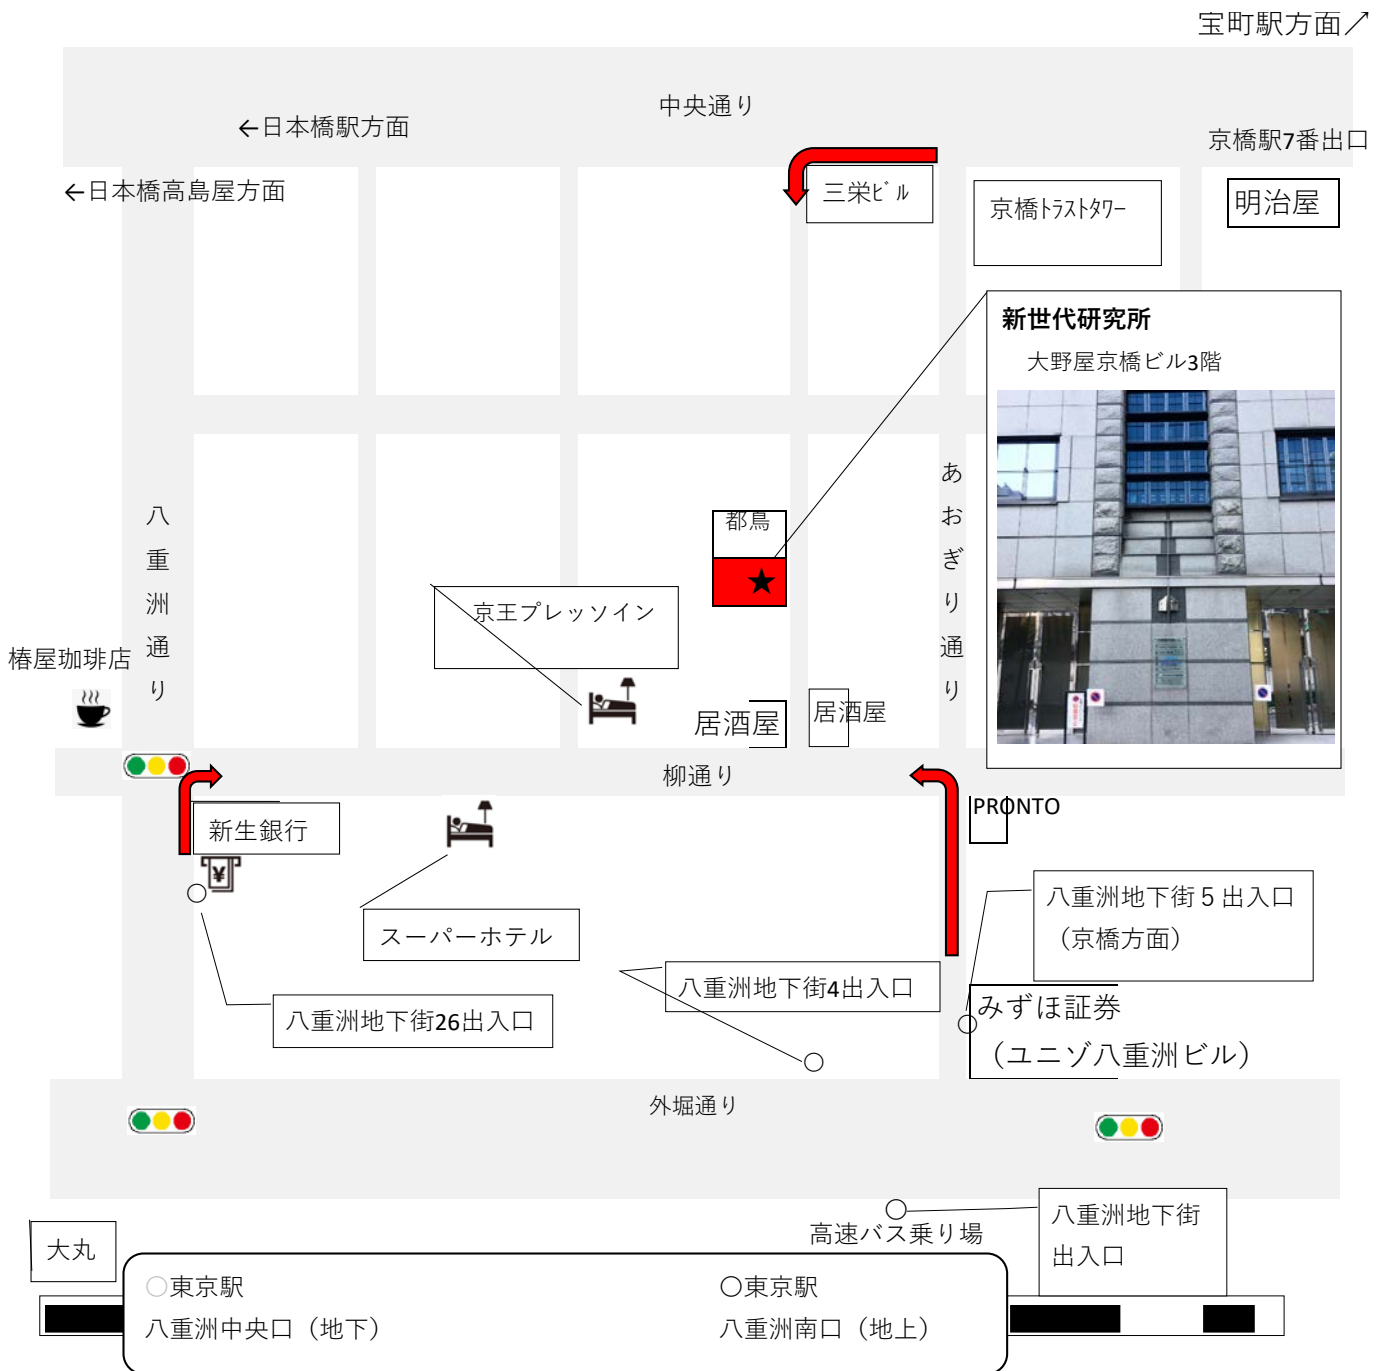 宝町駅方面↗
中央通り
←日本橋駅方面
京橋駅7番出口
←日本橋高島屋方面
三栄ﾋﾞﾙ
京橋ﾄﾗｽﾄﾀﾜｰ
明治屋
新世代研究所
大野屋京橋ビル3階
あおぎり通り
八重洲通り
都鳥
★
京王プレッソイン
椿屋珈琲店
居酒屋
居酒屋
柳通り
PRONTO
新生銀行
¥
八重洲地下街５出入口
（京橋方面）
スーパーホテル
八重洲地下街4出入口
八重洲地下街26出入口
みずほ証券
（ユニゾ八重洲ビル）
外堀通り
高速バス乗り場
八重洲地下街
出入口
大丸
○東京駅
八重洲中央口（地下）
○東京駅
八重洲南口（地上）